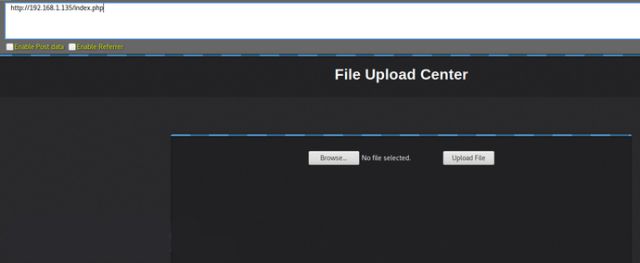 http://192.168.1.135/index.php
Enable Post data Enable Referrer
File Upload Center
Browse... No file selected. Upload File